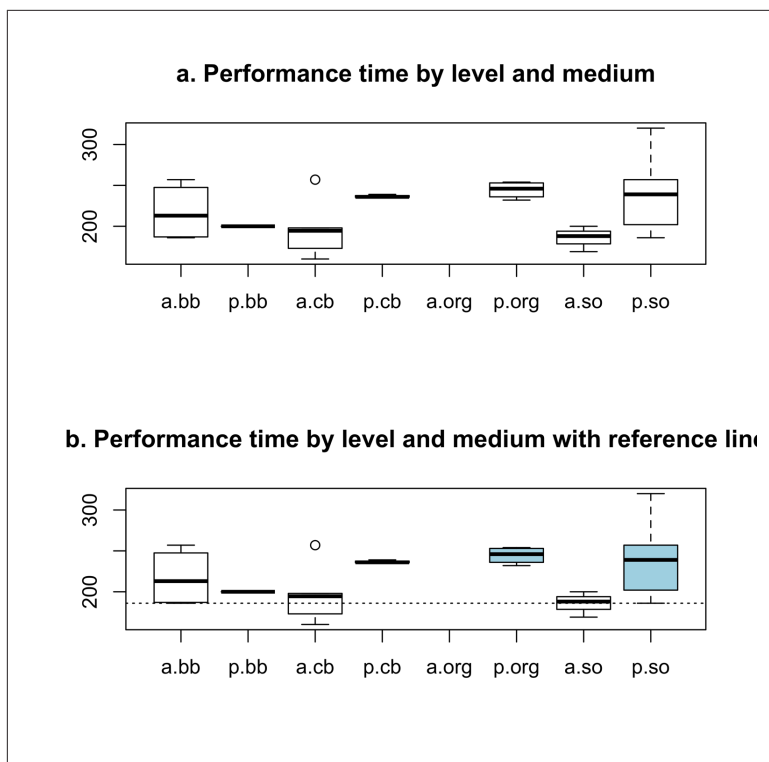 a. Performance time by level and medium
300
200
a.bb p.bb a.cb p.cb a.org p.org a.so p.so
b. Performance time by level and medium with reference line
300
200
a.bb p.bb a.cb p.cb a.org p.org a.so p.so